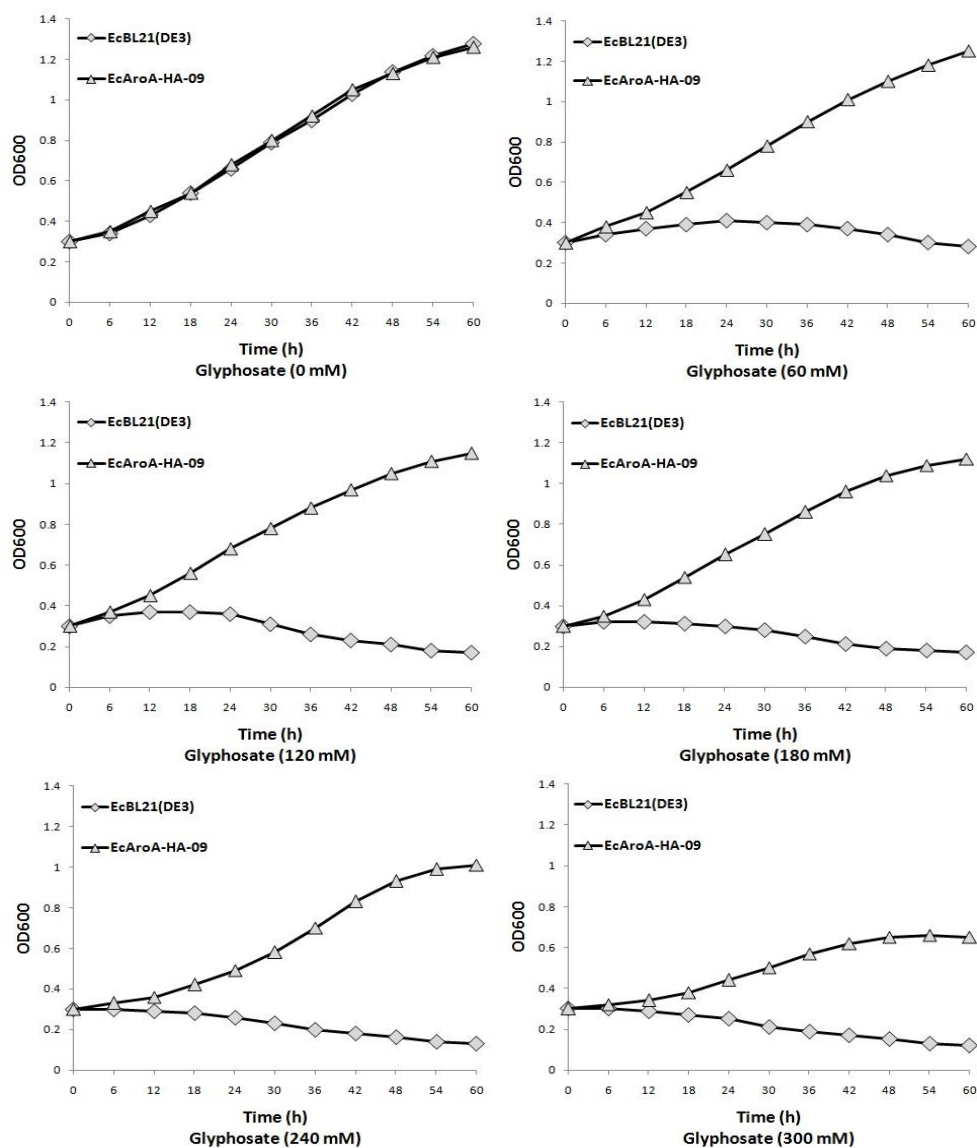 1.4
EcBL21(DE3)
1.2
EcAroA-HA-09
1
0.8
OD600
0.6
0.4
0.2
0
0 6 12 18 24 30 36 42 48 54 60
Time (h)
Glyphosate (0 mM)
1.4
EcBL21(DE3)
1.2
EcAroA-HA-09
1
0.8
OD600
0.6
0.4
0.2
0
0 6 12 18 24 30 36 42 48 54 60
Time (h)
Glyphosate (60 mM)
1.4
EcBL21(DE3)
1.2
EcAroA-HA-09
1
0.8
OD600
0.6
0.4
0.2
0
0 6 12 18 24 30 36 42 48 54 60
Time (h)
Glyphosate (120 mM)
1.4
EcBL21(DE3)
1.2
EcAroA-HA-09
1
0.8
OD600
0.6
0.4
0.2
0
0 6 12 18 24 30 36 42 48 54 60
Time (h)
Glyphosate (180 mM)
1.4
EcBL21(DE3)
1.2
EcAroA-HA-09
1
0.8
OD600
0.6
0.4
0.2
0
0 6 12 18 24 30 36 42 48 54 60
Time (h)
Glyphosate (240 mM)
1.4
EcBL21(DE3)
1.2
EcAroA-HA-09
1
0.8
OD600
0.6
0.4
0.2
0
0 6 12 18 24 30 36 42 48 54 60
Time (h)
Glyphosate (300 mM)